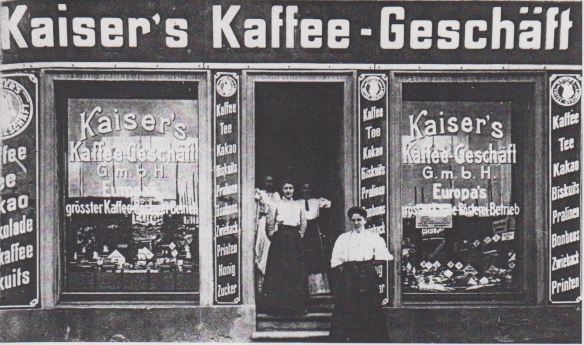 Kaiser's Kaffee-Geschäft
Kaiser's
Kaffee-Geschäft
G.m.b.H.
Europa's
grösster Kaffee
Kaffee
Tee
Kakao
Biskuits
Pralinen
Zwieback
Printen
Honig
Zucker
Kaffee
Tee
Kakao
Biskuits
Pralinen
Kaiser's
Kaffee-Geschäft
G.m.b.H.
Europa's
Betrieb
Kaffee
Tee
Kakao
Biskuits
Pralinen
Bonbons
Zwieback
Printen